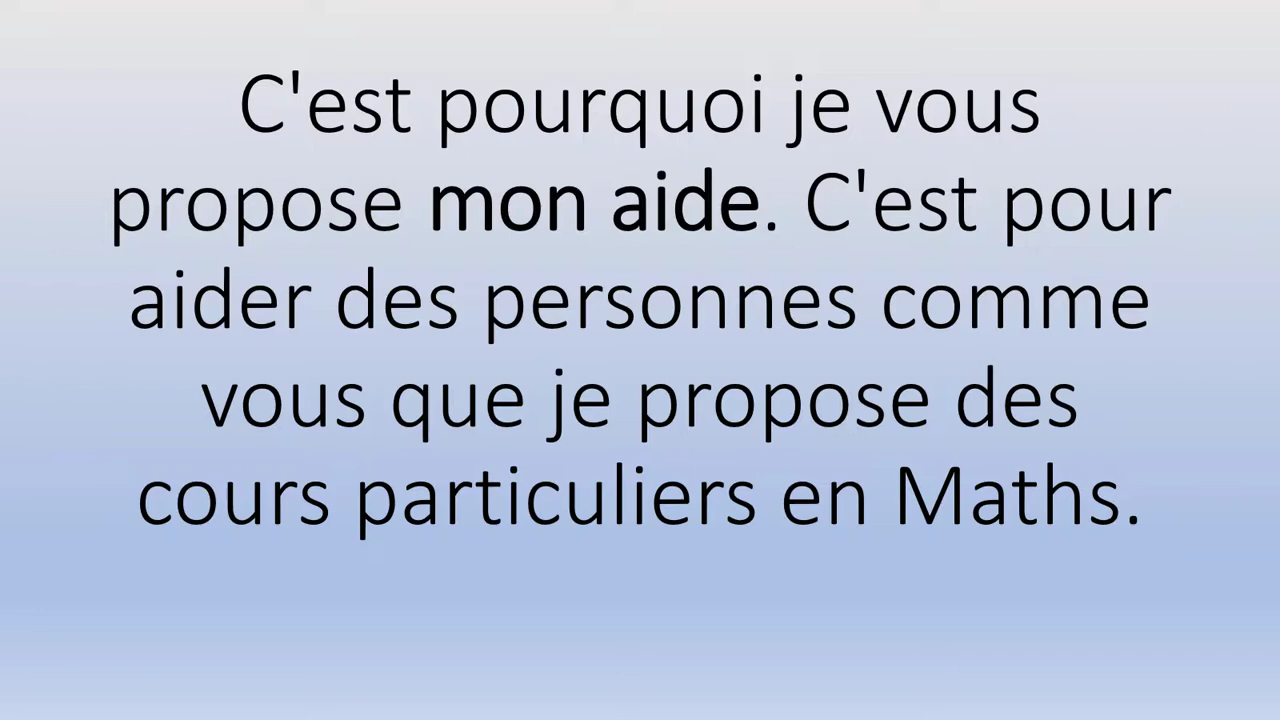 C'est pourquoi je vous
propose mon aide. C'est pour
aider des personnes comme
vous que je propose des
cours particuliers en Maths.